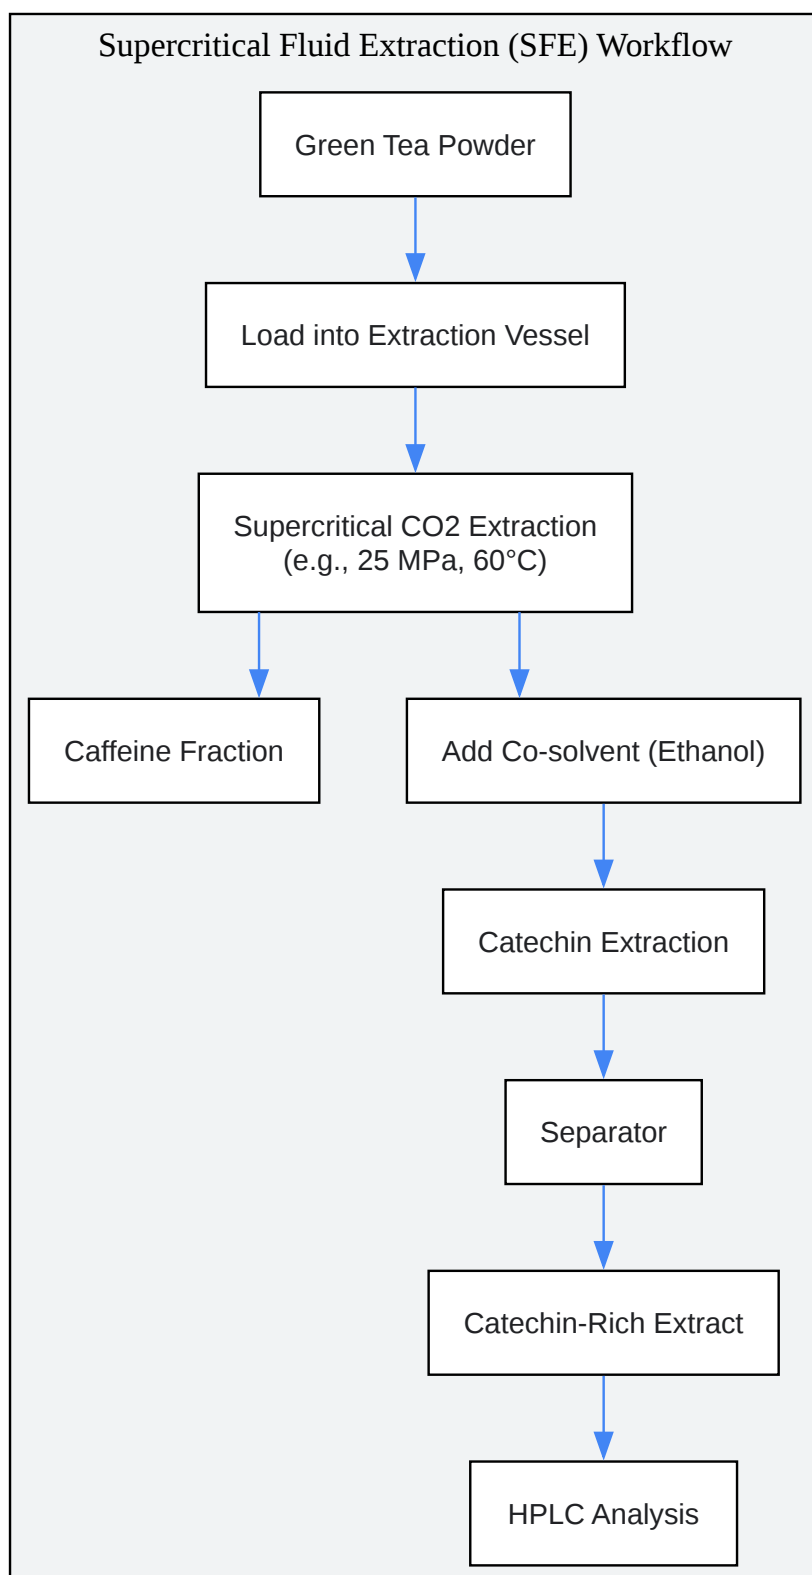 Supercritical Fluid Extraction (SFE) Workflow
Green Tea Powder
Load into Extraction Vessel
Supercritical CO2 Extraction
(e.g., 25 MPa, 60°C)
Caffeine Fraction
Add Co-solvent (Ethanol)
Catechin Extraction
Separator
Catechin-Rich Extract
HPLC Analysis